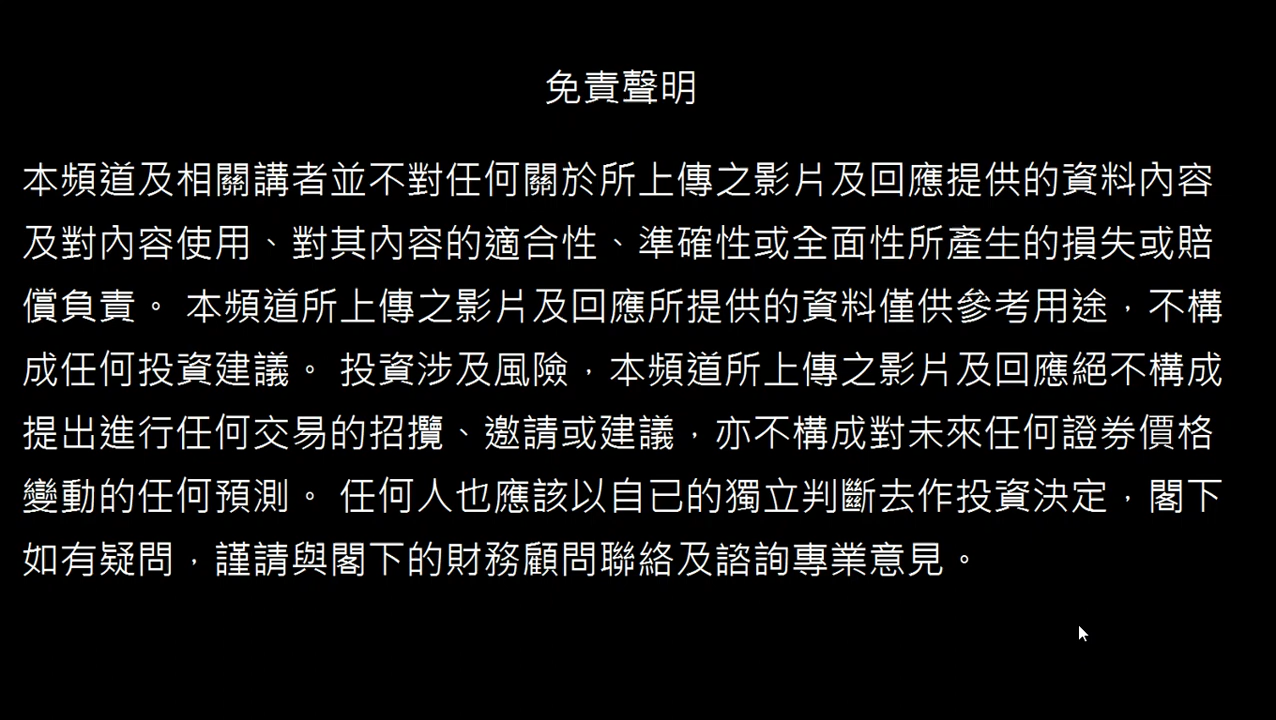 免責聲明
本頻道及相關講者並不對任何關於所上傳之影片及回應提供的資料內容
及對內容使用、對其內容的適合性、準確性或全面性所產生的損失或賠
償負責。 本頻道所上傳之影片及回應所提供的資料僅供參考用途，不構
成任何投資建議。 投資涉及風險，本頻道所上傳之影片及回應絕不構成
提出進行任何交易的招攬、邀請或建議，亦不構成對未來任何證券價格
變動的任何預測。 任何人也應該以自已的獨立判斷去作投資決定，閣下
如有疑問，謹請與閣下的財務顧問聯絡及諮詢專業意見。